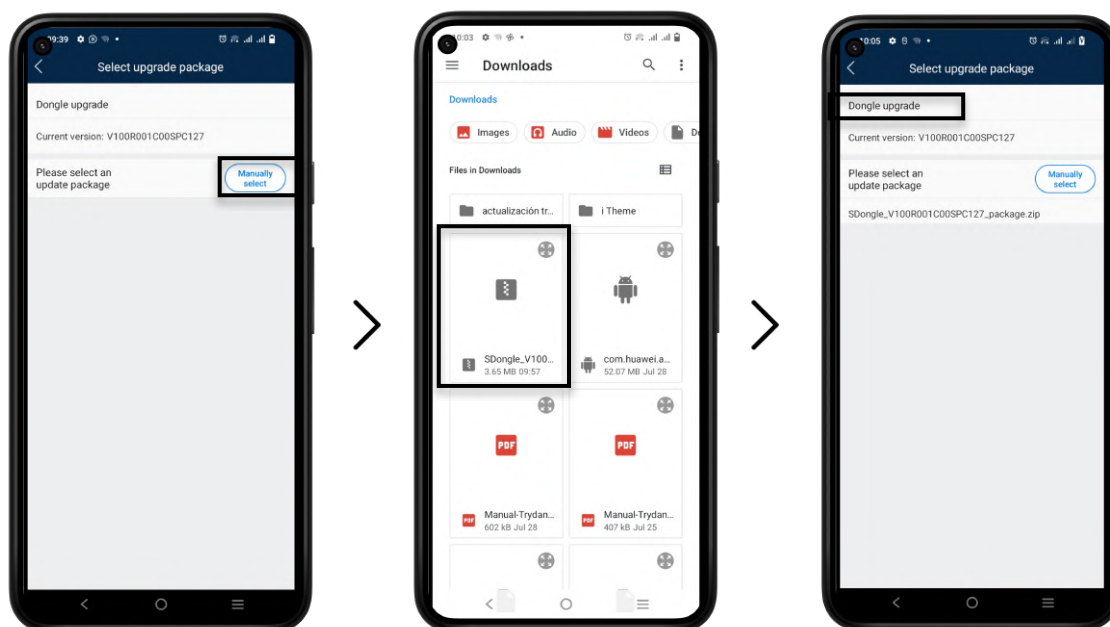 9:39
Select upgrade package
Dongle upgrade
Current version: V100R001C00SPC127
Please select an
update package
Manually
select
10:03
Downloads
Downloads
Images
Audio
Videos
Files in Downloads
actualización tr...
i Theme
SDongle_V100...
3.65 MB 09:57
com.huawei.a...
52.07 MB Jul 28
PDF
PDF
Manual-Trydan...
602 kB Jul 28
Manual-Trydan...
407 kB Jul 25
10:05
Select upgrade package
Dongle upgrade
Current version: V100R001C00SPC127
Please select an
update package
Manually
select
SDongle_V100R001C00SPC127_package.zip